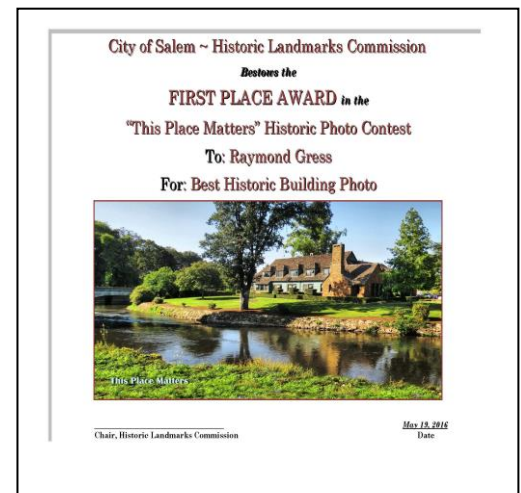 City of Salem ~ Historic Landmarks Commission
Bestows the
FIRST PLACE AWARD in the
"This Place Matters" Historic Photo Contest
To: Raymond Gress
For: Best Historic Building Photo
This Place Matters
May 19, 2016
Chair, Historic Landmarks Commission Date